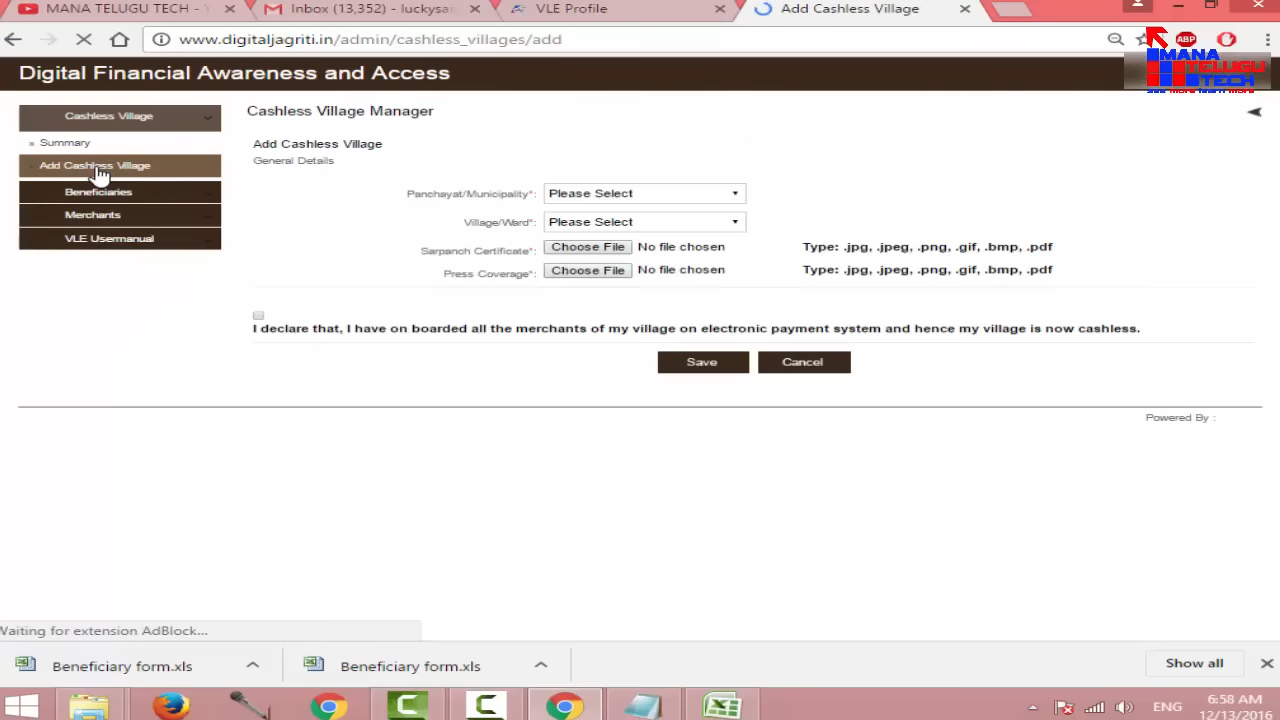 MANA TELUGU TECH -
Inbox (13,352) - luckysar
VLE Profile
Add Cashless Village
www.digitaljagriti.in/admin/cashless_villages/add
ABP
Digital Financial Awareness and Access
MANA
TELUGU
TECH
Cashless Village
Cashless Village Manager
» Summary
Add Cashless Village
General Details
Add Cashless Village
Beneficiaries
Merchants
VLE Usermanual
Panchayat/Municipality*: Please Select
Village/Ward*: Please Select
Sarpanch Certificate*: Choose File No file chosen Type: .jpg, .jpeg, .png, .gif, .bmp, .pdf
Press Coverage*: Choose File No file chosen Type: .jpg, .jpeg, .png, .gif, .bmp, .pdf
I declare that, I have on boarded all the merchants of my village on electronic payment system and hence my village is now cashless.
Save Cancel
Powered By :
Waiting for extension AdBlock...
Beneficiary form.xls
Beneficiary form.xls
Show all
ENG
6:58 AM
12/13/2016